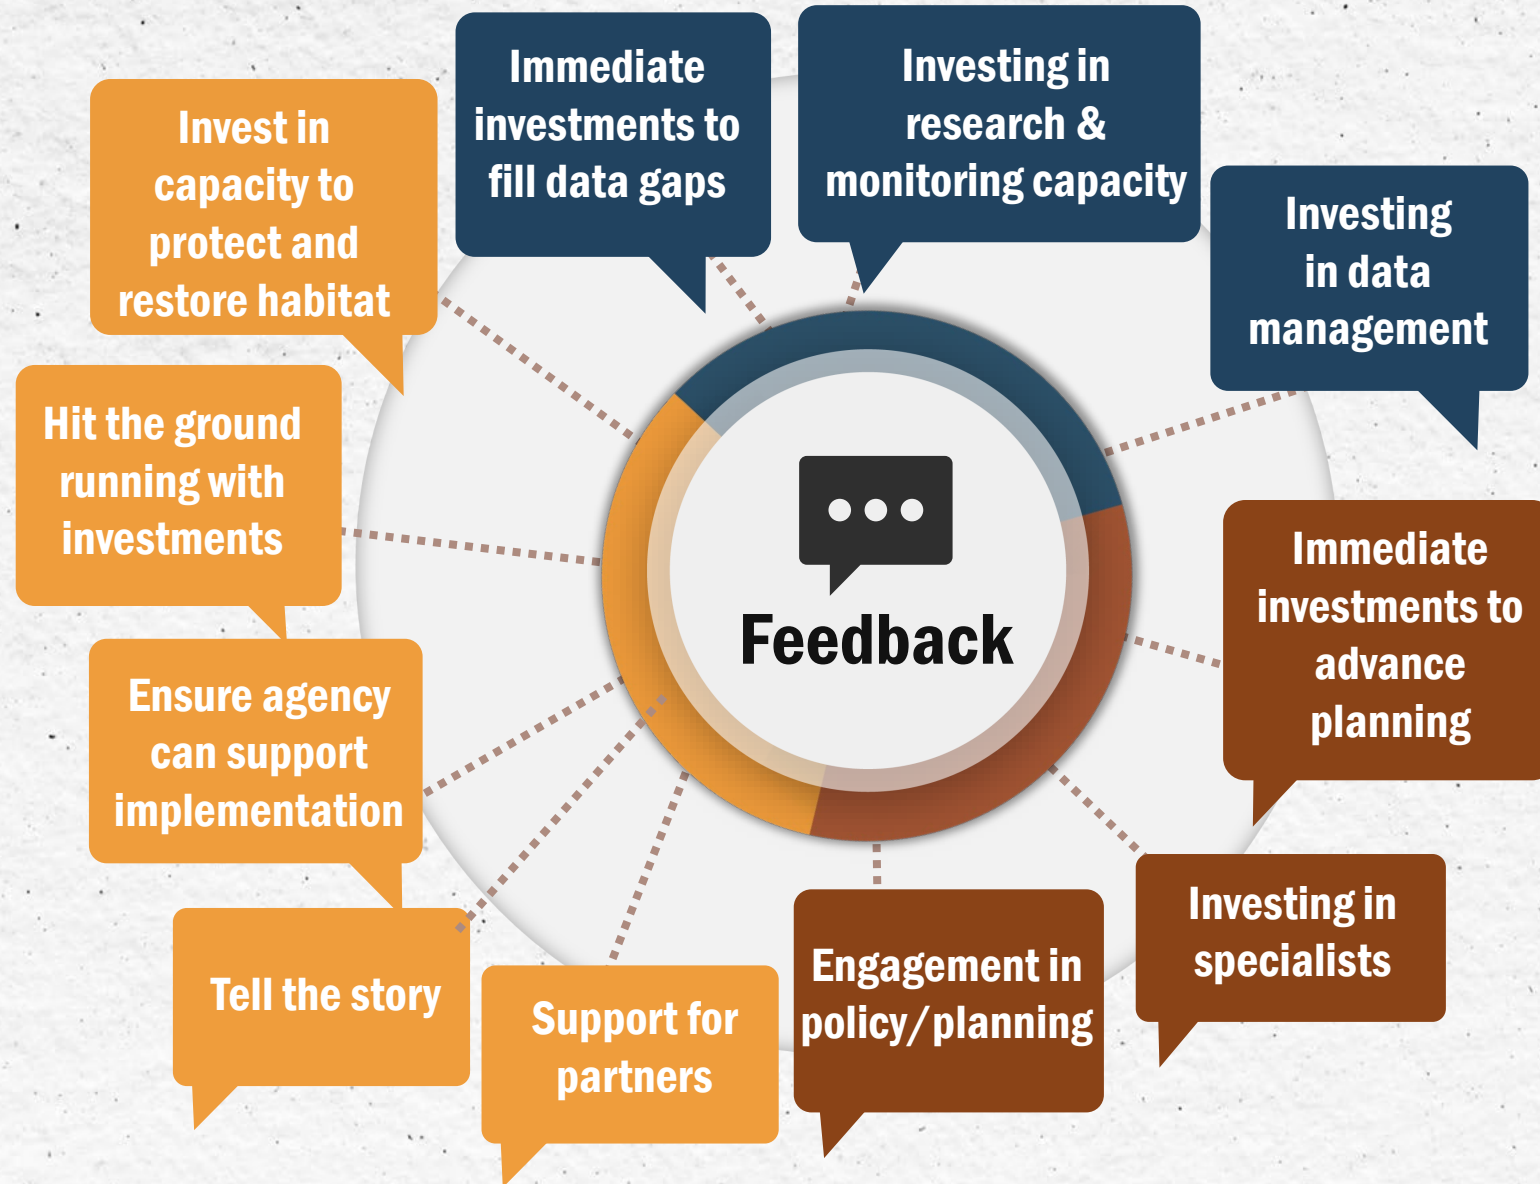 Immediate
investments to
fill data gaps
Investing in
research &
monitoring capacity
Investing
in data
management
Immediate
investments to
advance
planning
Investing in
specialists
Engagement in
policy/planning
Support for
partners
Tell the story
Ensure agency
can support
implementation
Hit the ground
running with
investments
Invest in
capacity to
protect and
restore habitat
Feedback